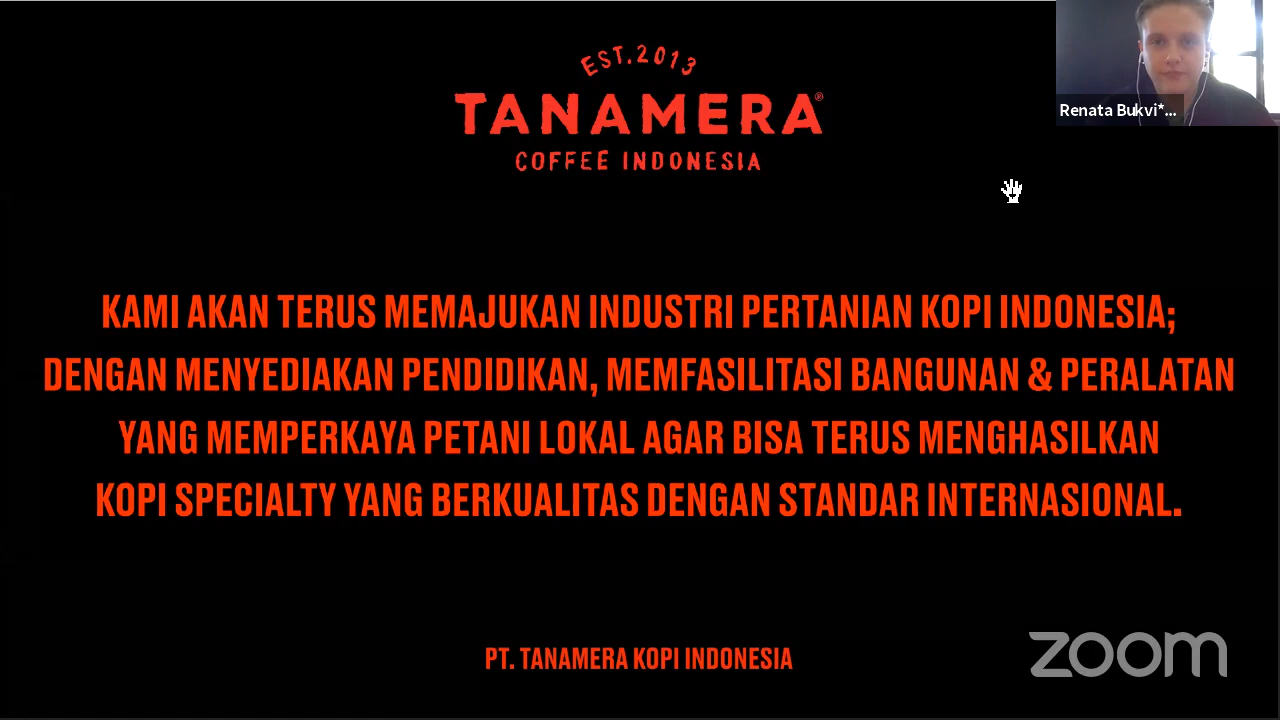 EST.2013
TANAMERA®
COFFEE INDONESIA
Renata Bukvi*...
KAMI AKAN TERUS MEMAJUKAN INDUSTRI PERTANIAN KOPI INDONESIA;
DENGAN MENYEDIAKAN PENDIDIKAN, MEMFASILITASI BANGUNAN & PERALATAN
YANG MEMPERKAYA PETANI LOKAL AGAR BISA TERUS MENGHASILKAN
KOPI SPECIALTY YANG BERKUALITAS DENGAN STANDAR INTERNASIONAL.
PT. TANAMERA KOPI INDONESIA
zoom